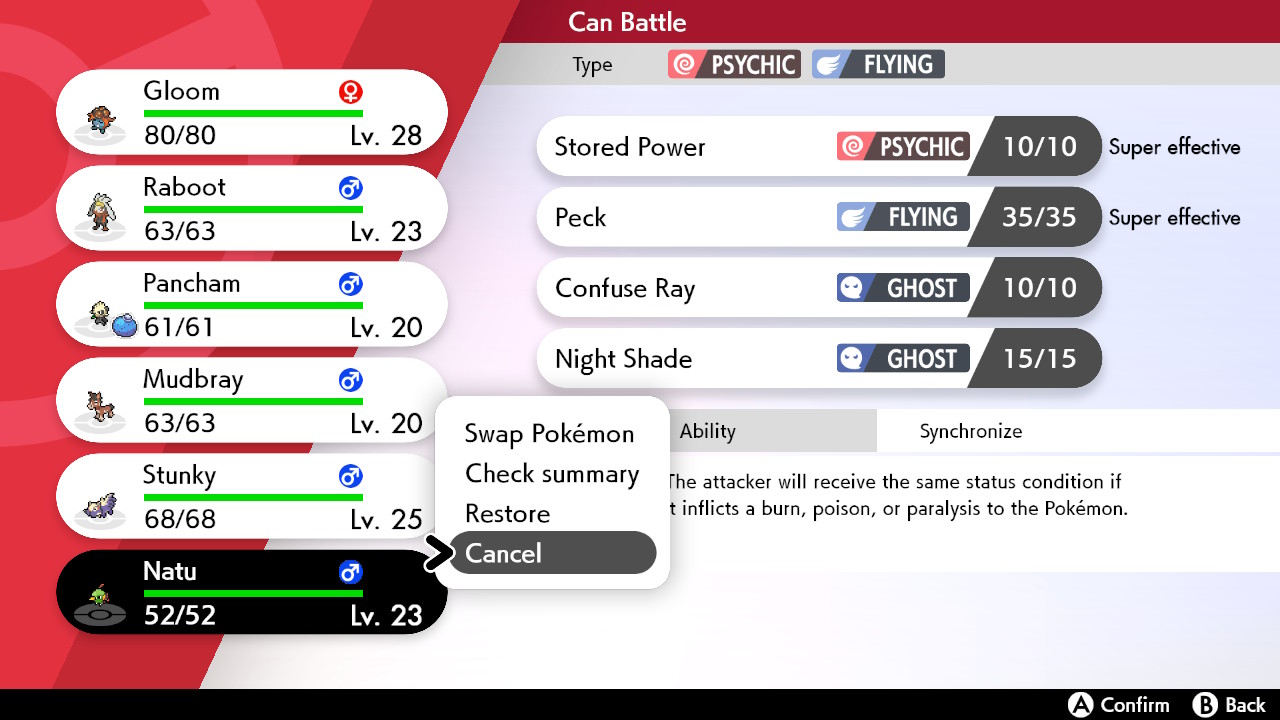 Can Battle
Type PSYCHIC FLYING
Gloom
80/80 Lv. 28
Raboot
63/63 Lv. 23
Pancham
61/61 Lv. 20
Mudbray
63/63 Lv. 20
Stunky
68/68 Lv. 25
Natu
52/52 Lv. 23
Stored Power PSYCHIC 10/10 Super effective
Peck FLYING 35/35 Super effective
Confuse Ray GHOST 10/10
Night Shade GHOST 15/15
Swap Pokémon
Check summary
Restore
Cancel
Ability Synchronize
The attacker will receive the same status condition if
t inflicts a burn, poison, or paralysis to the Pokémon.
A Confirm B Back